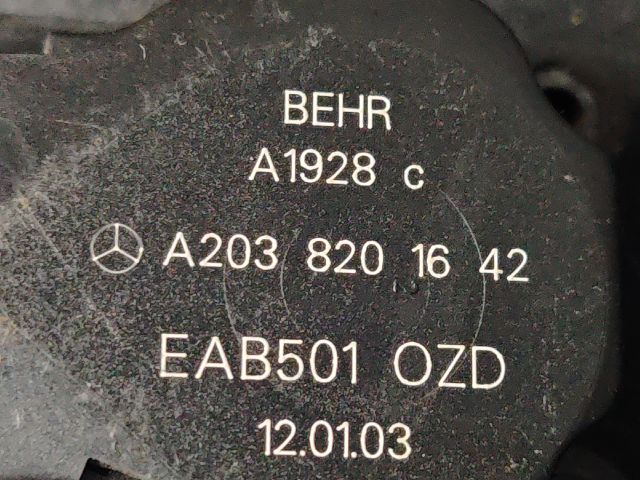 BEHR
A1928 c
A203 820 16 42
EAB501 OZD
12.01.03